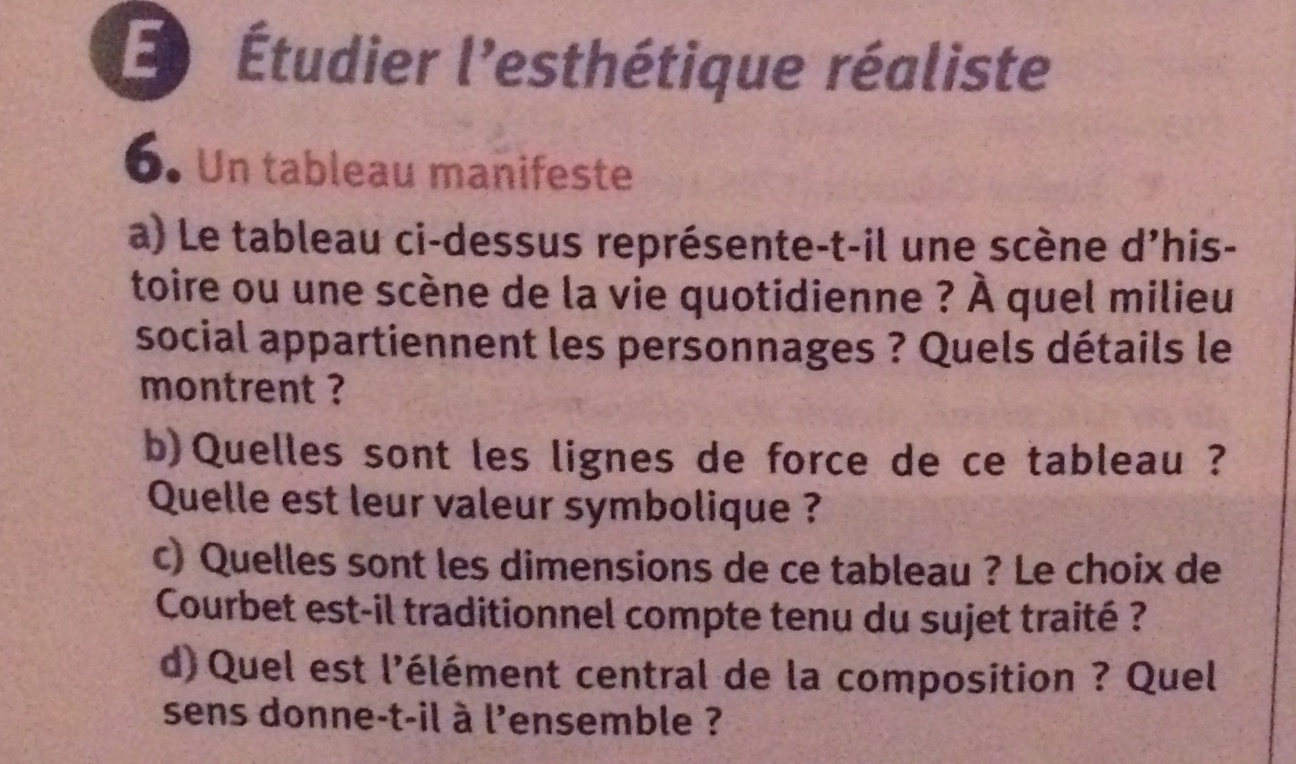 E Étudier l'esthétique réaliste
6. Un tableau manifeste
a) Le tableau ci-dessus représente-t-il une scène d'his-
toire ou une scène de la vie quotidienne ? À quel milieu
social appartiennent les personnages ? Quels détails le
montrent ?
b) Quelles sont les lignes de force de ce tableau ?
Quelle est leur valeur symbolique ?
c) Quelles sont les dimensions de ce tableau ? Le choix de
Courbet est-il traditionnel compte tenu du sujet traité ?
d) Quel est l'élément central de la composition ? Quel
sens donne-t-il à l'ensemble ?